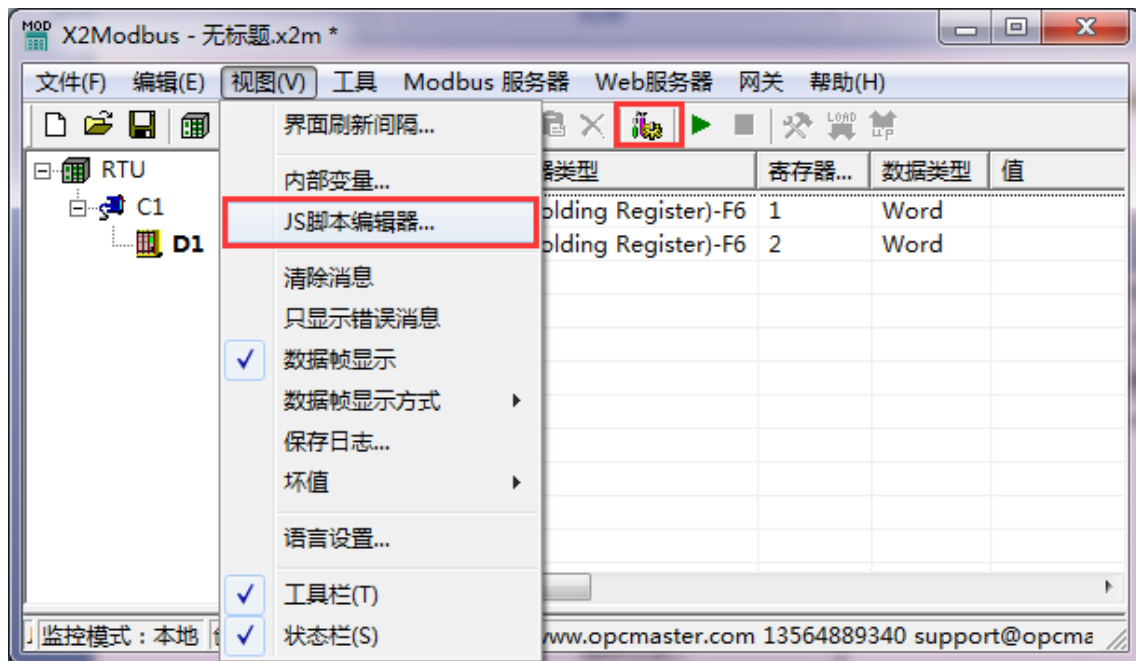 MOD X2Modbus - 无标题.x2m *
文件(F) 编辑(E) 视图(V) 工具 Modbus 服务器 Web服务器 网关 帮助(H)
界面刷新间隔... LOAD UP
RTU 类型 寄存器... 数据类型 值
内部变量...
C1 olding Register)-F6 1 Word
JS脚本编辑器...
D1 olding Register)-F6 2 Word
清除消息
只显示错误消息
数据帧显示
数据帧显示方式
保存日志...
坏值
语言设置...
工具栏(T)
监控模式：本地 状态栏(S) www.opcmaster.com 13564889340 support@opcma